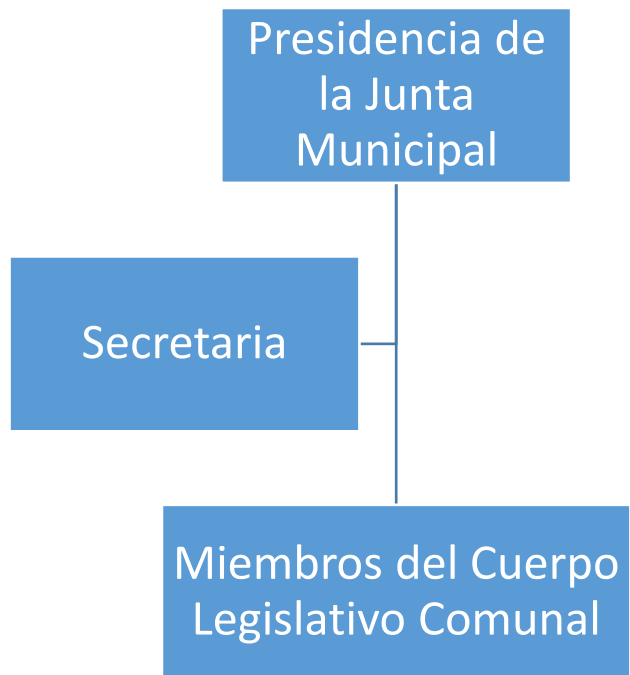 Presidencia de
la Junta
Municipal
Secretaria
Miembros del Cuerpo
Legislativo Comunal